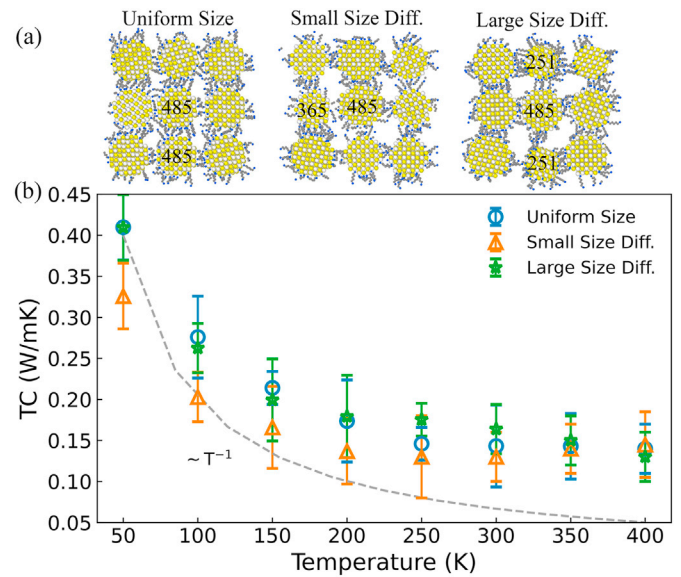 Uniform Size Small Size Diff. Large Size Diff.
(a)
251
485 365 485 485
485 251
(b)
0.45
0.40
0.35
0.30
0.25
0.20
0.15
0.10
0.05
TC (W/mK)
Uniform Size
Small Size Diff.
Large Size Diff.
~ T⁻¹
50 100 150 200 250 300 350 400
Temperature (K)